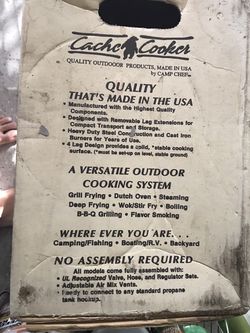 Cache Cooker
QUALITY OUTDOOOR PRODUCTS, MADE IN USA
by CAMP CHEF®
QUALITY
THAT'S MADE IN THE USA
• Manufactured with the Highest Quality
Components.
• Designed with Removable Leg Extensions for
Compact Transport and Storage.
• Heavy Duty Steel Construction and Cast Iron
Burners for Years of Use.
• 4 Leg Design provides a solid, *stable cooking
surface. (*must be set-up on level, stable ground)
A VERSATILE OUTDOOR
COOKING SYSTEM
Grill Frying - Dutch Oven - Steaming
Deep Frying - Wok/Stir Fry - Boiling
B-B-Q Grilling - Flavor Smoking
WHERE EVER YOU ARE. . .
Camping/Fishing • Boating/R.V. • Backyard
NO ASSEMBLY REQUIRED
All models come fully assembled with:
• UL Recognized Valve, Hose, and Regulator Sets.
• Adjustable Air Mix Vents.
• Ready to connect to any standard propane
tank hookup.